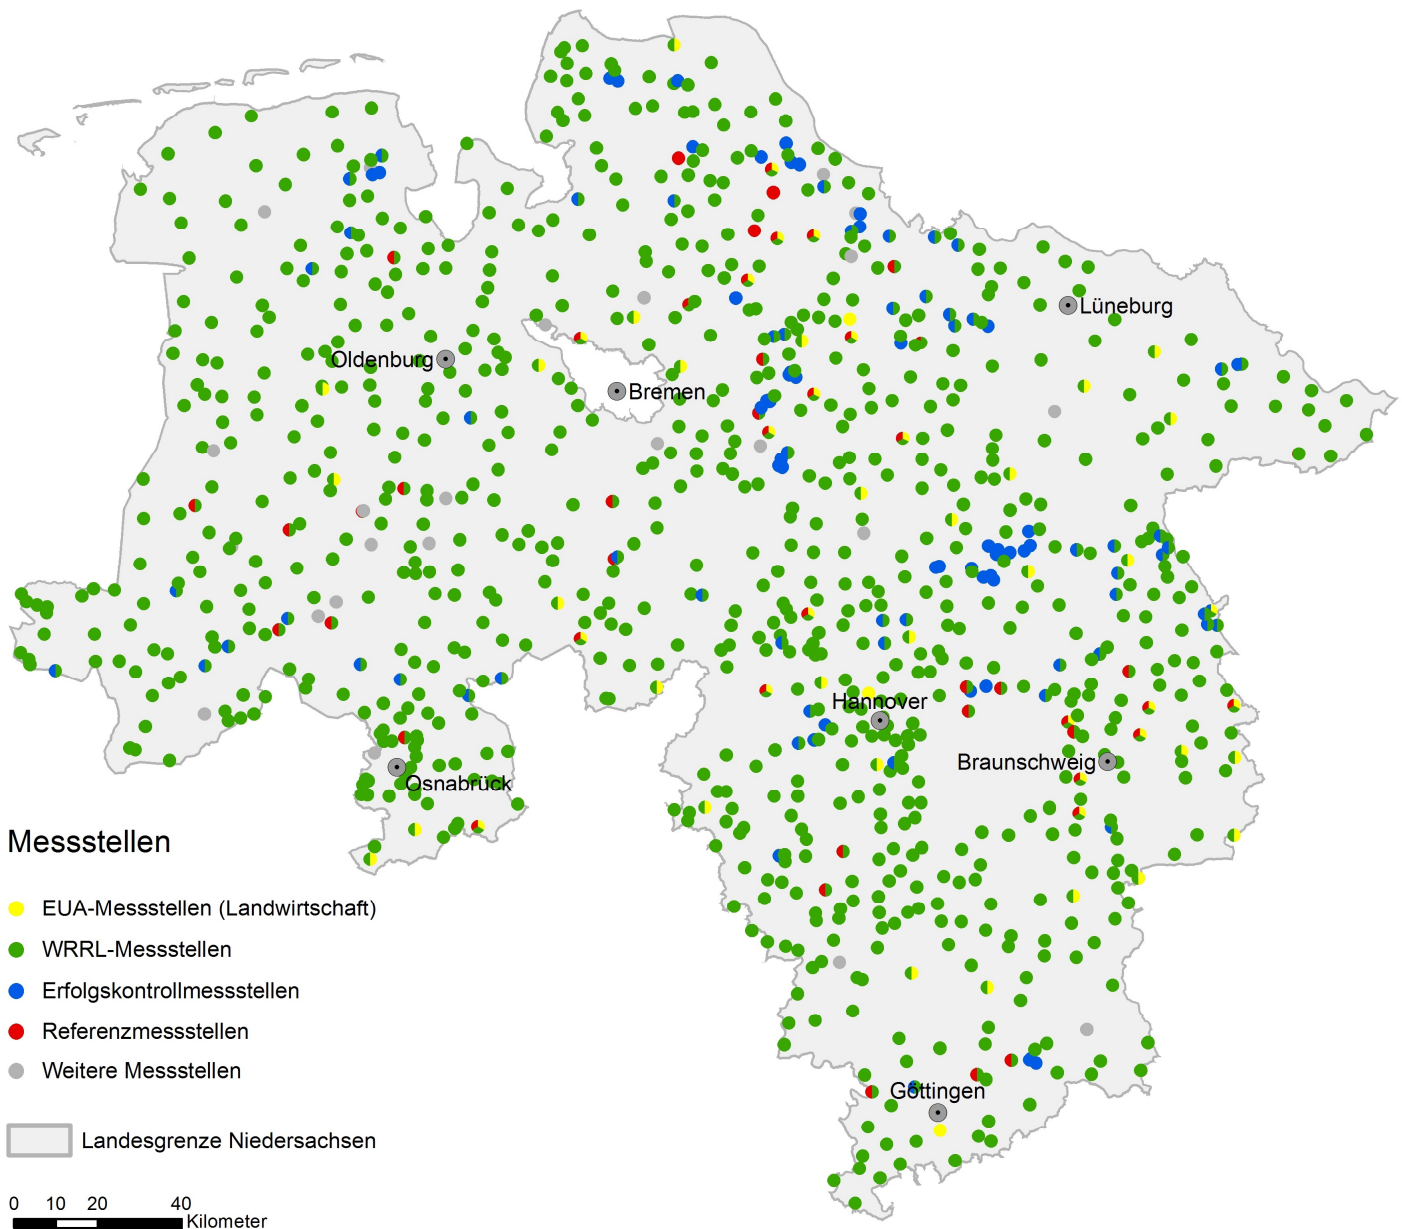 Lüneburg
Oldenburg
Bremen
Hannover
Braunschweig
Osnabrück
Messstellen
EUA-Messstellen (Landwirtschaft)
WRRL-Messstellen
Erfolgskontrollmessstellen
Referenzmessstellen
Weitere Messstellen
Göttingen
Landesgrenze Niedersachsen
0 10 20 40
Kilometer